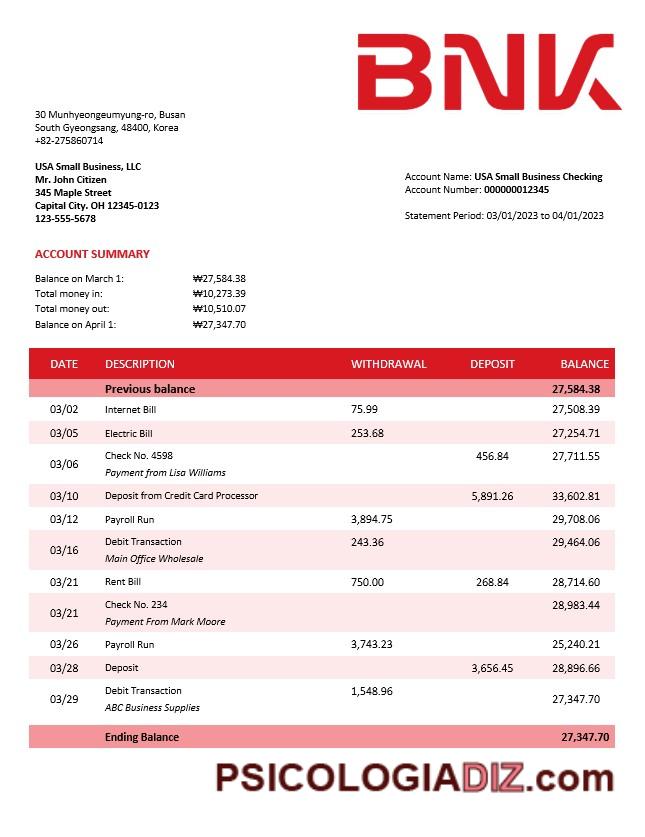 BNK
30 Munhyeongeumyung-ro, Busan
South Gyeongsang, 48400, Korea
+82-275860714
USA Small Business, LLC
Mr. John Citizen
345 Maple Street
Capital City. OH 12345-0123
123-555-5678
Account Name: USA Small Business Checking
Account Number: 000000012345
Statement Period: 03/01/2023 to 04/01/2023
ACCOUNT SUMMARY
Balance on March 1: ₩27,584.38
Total money in: ₩10,273.39
Total money out: ₩10,510.07
Balance on April 1: ₩27,347.70
DATE DESCRIPTION WITHDRAWAL DEPOSIT BALANCE
Previous balance 27,584.38
03/02 Internet Bill 75.99 27,508.39
03/05 Electric Bill 253.68 27,254.71
03/06 Check No. 4598 456.84 27,711.55
Payment from Lisa Williams
03/10 Deposit from Credit Card Processor 5,891.26 33,602.81
03/12 Payroll Run 3,894.75 29,708.06
03/16 Debit Transaction 243.36 29,464.06
Main Office Wholesale
03/21 Rent Bill 750.00 268.84 28,714.60
03/21 Check No. 234 28,983.44
Payment From Mark Moore
03/26 Payroll Run 3,743.23 25,240.21
03/28 Deposit 3,656.45 28,896.66
03/29 Debit Transaction 1,548.96 27,347.70
ABC Business Supplies
Ending Balance 27,347.70
PSICOLOGIADIZ.com